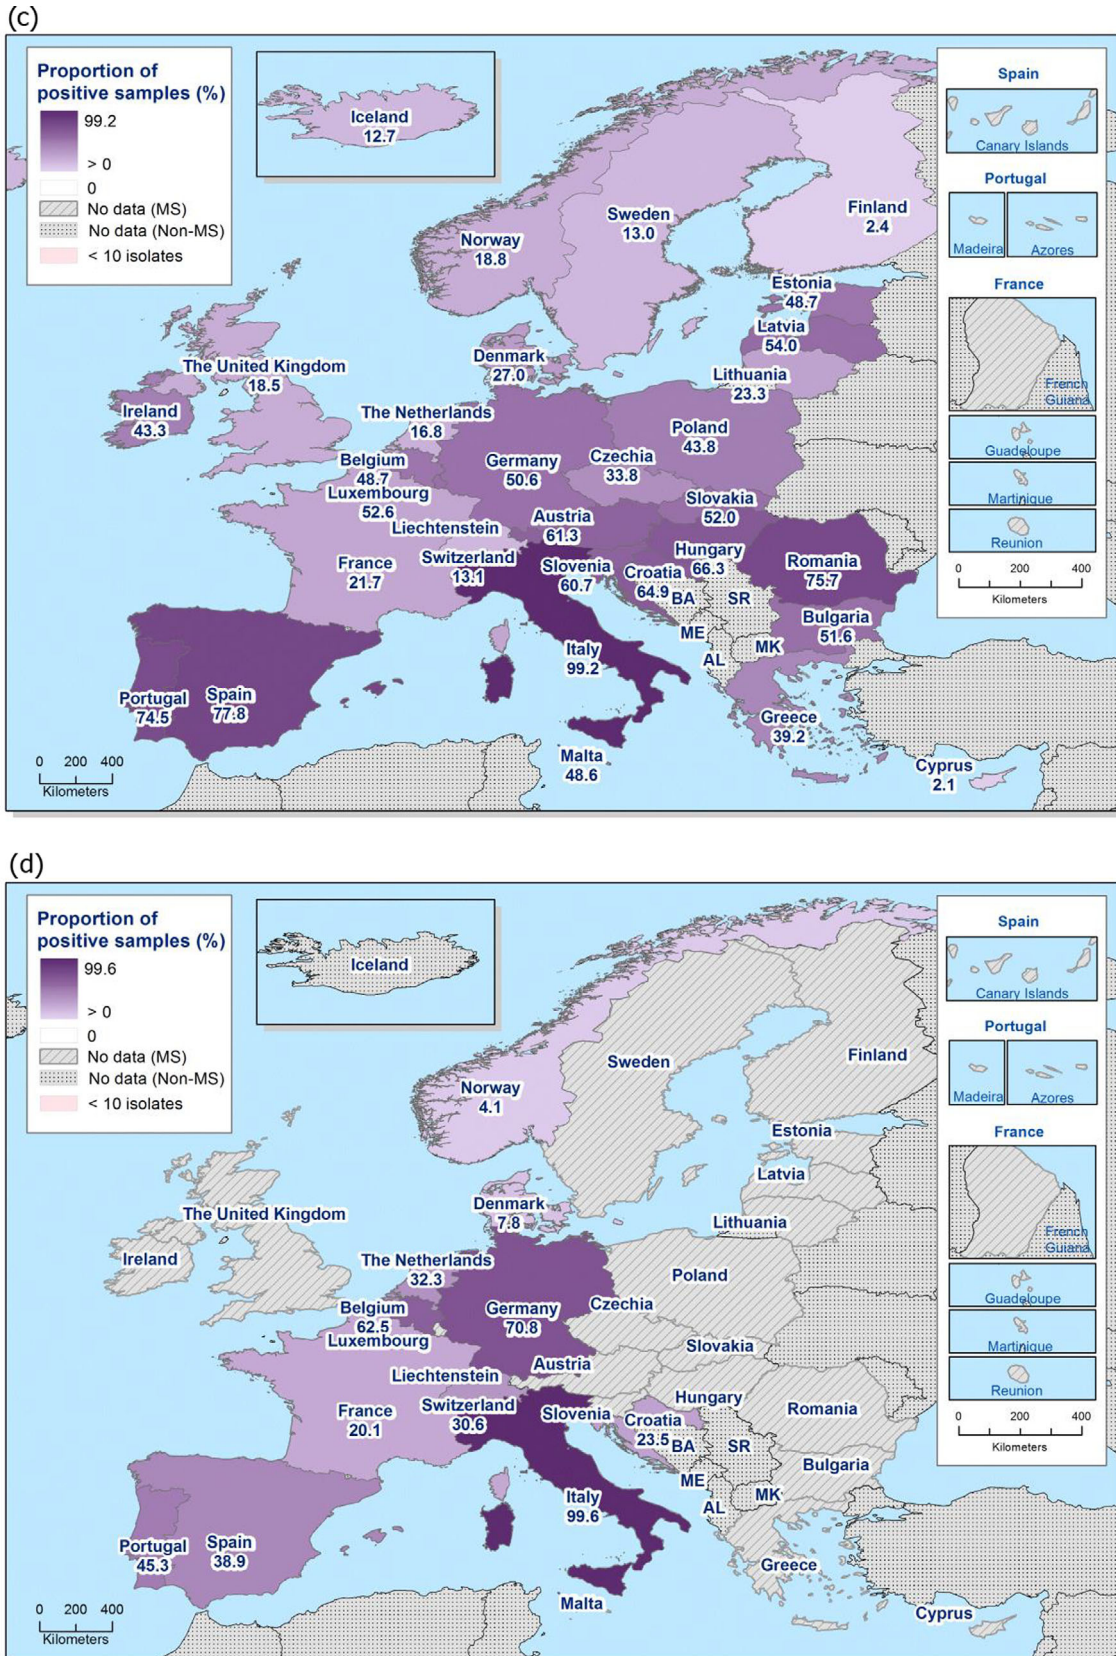 (c)
Proportion of
positive samples (%)
99.2
> 0
0
No data (MS)
No data (Non-MS)
< 10 isolates
Iceland
12.7
Norway
18.8
Sweden
13.0
Finland
2.4
Estonia
48.7
Latvia
54.0
Lithuania
23.3
Denmark
27.0
The United Kingdom
18.5
Ireland
43.3
The Netherlands
16.8
Belgium
48.7
Luxembourg
52.6
Germany
50.6
Poland
43.8
Czechia
33.8
Slovakia
52.0
Liechtenstein
Austria
61.3
Switzerland
13.1
France
21.7
Slovenia
60.7
Croatia
64.9
Hungary
66.3
Romania
75.7
BA
SR
ME
MK
AL
Bulgaria
51.6
Italy
99.2
Portugal
74.5
Spain
77.8
Malta
48.6
Greece
39.2
Cyprus
2.1
0 200 400
Kilometers
Spain
Canary Islands
Portugal
Madeira
Azores
France
French
Guiana
Guadeloupe
Martinique
Reunion
0 200 400
Kilometers
(d)
Proportion of
positive samples (%)
99.6
> 0
0
No data (MS)
No data (Non-MS)
< 10 isolates
Iceland
Norway
4.1
Sweden
Finland
Estonia
Latvia
Lithuania
Denmark
7.8
The United Kingdom
Ireland
The Netherlands
32.3
Belgium
62.5
Luxembourg
Germany
70.8
Poland
Czechia
Slovakia
Liechtenstein
Austria
Switzerland
30.6
France
20.1
Slovenia
Croatia
23.5
Hungary
Romania
BA
SR
ME
MK
AL
Bulgaria
Italy
99.6
Portugal
45.3
Spain
38.9
Malta
Greece
Cyprus
0 200 400
Kilometers
Spain
Canary Islands
Portugal
Madeira
Azores
France
French
Guiana
Guadeloupe
Martinique
Reunion
0 200 400
Kilometers